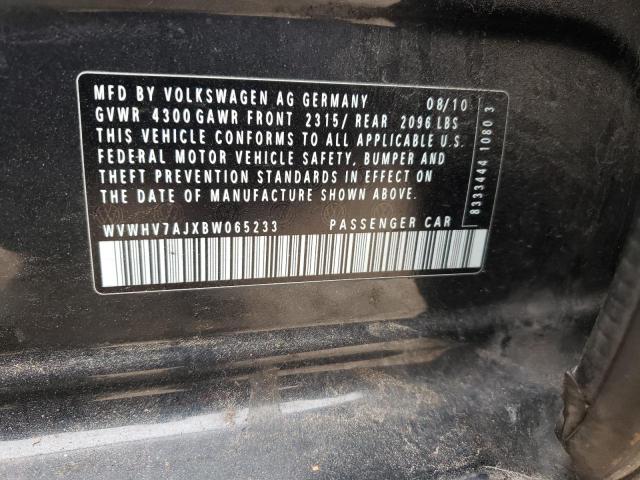 MFD BY VOLKSWAGEN AG GERMANY 08/10
GVWR 4300 GAWR FRONT 2315/ REAR 2096 LBS
THIS VEHICLE CONFORMS TO ALL APPLICABLE U.S.
FEDERAL MOTOR VEHICLE SAFETY, BUMPER AND
THEFT PREVENTION STANDARDS IN EFFECT ON
THE DATE OF MANUFACTURE SHOWN ABOVE.
WVWHV7AJXBW065233 PASSENGER CAR
8333444 1080 3